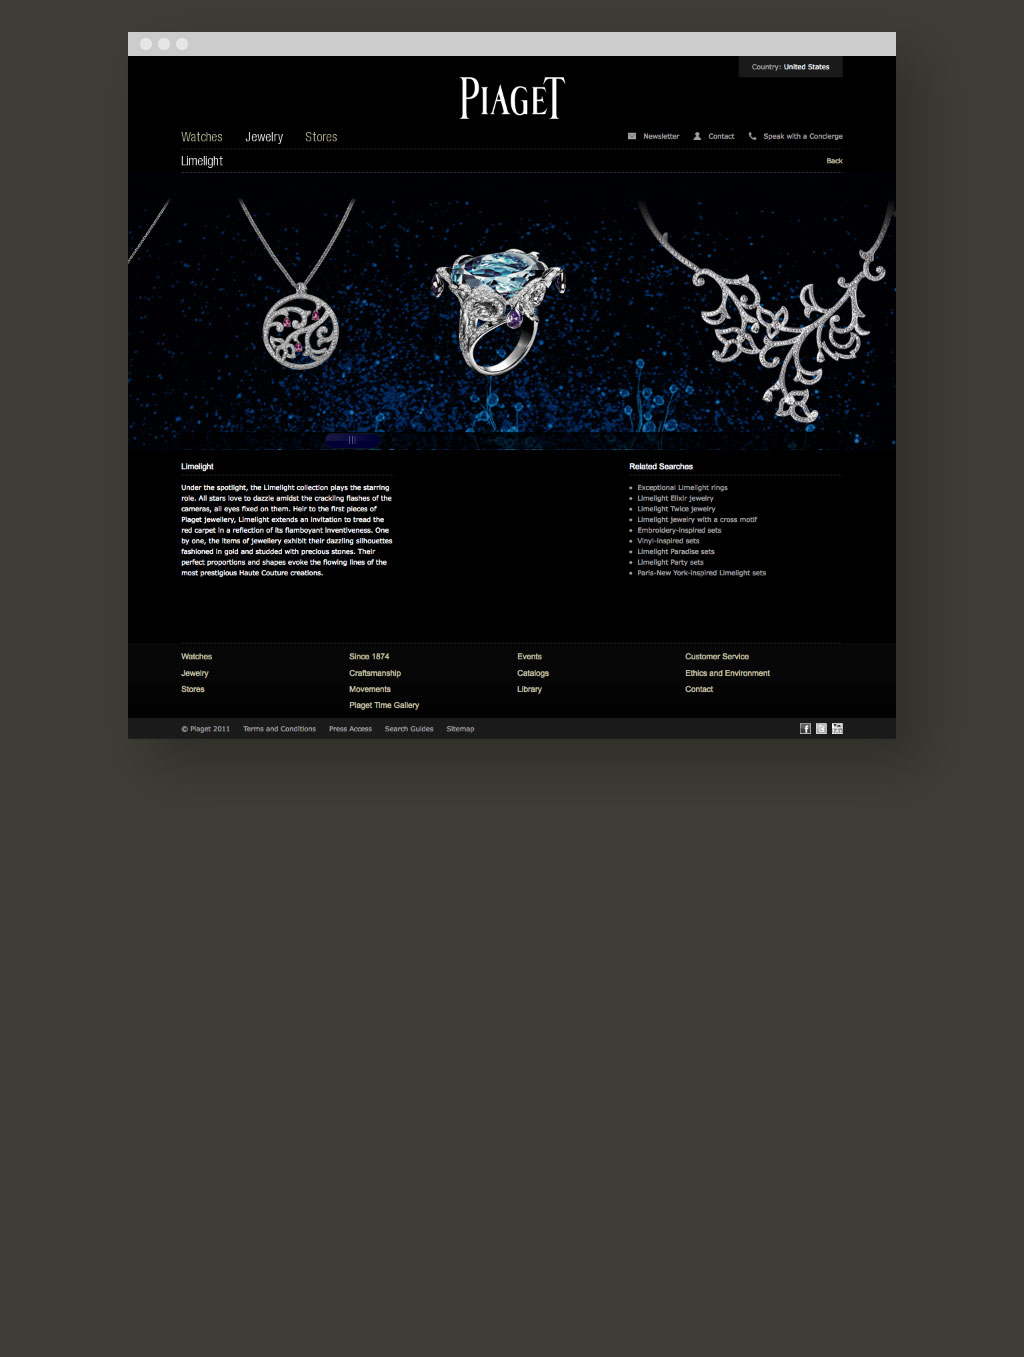 Country: United States
PIAGET
Watches Jewelry Stores
Newsletter Contact Speak with a Concierge
Limelight
Back
Limelight
Under the spotlight, the Limelight collection plays the starring
role. All stars love to dazzle amidst the crackling flashes of the
cameras, all eyes fixed on them. Heir to the first pieces of
Piaget jewellery, Limelight extends an invitation to tread the
red carpet in a reflection of its flamboyant inventiveness. One
by one, the items of jewellery exhibit their dazzling silhouettes
fashioned in gold and studded with precious stones. Their
perfect proportions and shapes evoke the flowing lines of the
most prestigious Haute Couture creations.
Related Searches
Exceptional Limelight rings
Limelight Elixir jewelry
Limelight Twice jewelry
Limelight jewelry with a cross motif
Embroidery-inspired sets
Vinyl-inspired sets
Limelight Paradise sets
Limelight Party sets
Paris-New York-inspired Limelight sets
Watches
Jewelry
Stores
Since 1874
Craftsmanship
Movements
Piaget Time Gallery
Events
Catalogs
Library
Customer Service
Ethics and Environment
Contact
© Piaget 2011 Terms and Conditions Press Access Search Guides Sitemap